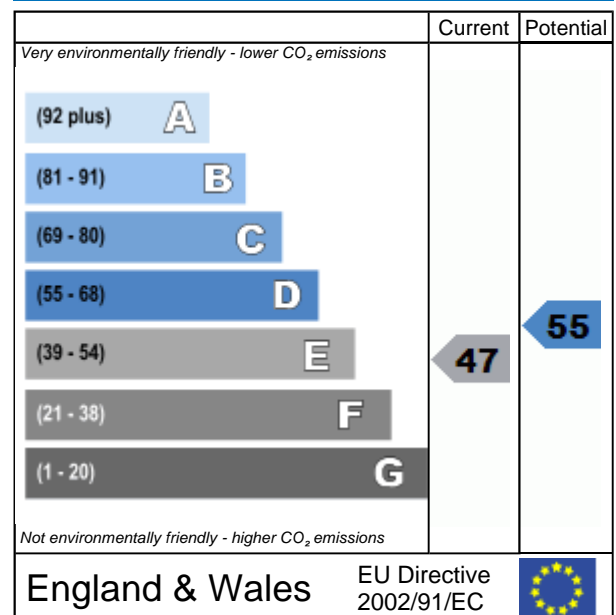 Current Potential
Very environmentally friendly - lower CO₂ emissions
(92 plus) A
(81 - 91) B
(69 - 80) C
(55 - 68) D
55
(39 - 54) E
47
(21 - 38) F
(1 - 20) G
Not environmentally friendly - higher CO₂ emissions
England & Wales
EU Directive
2002/91/EC